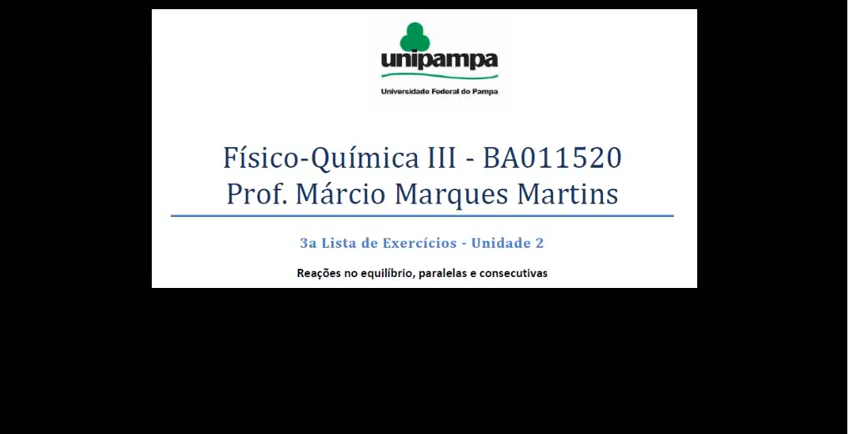 unipampa
Universidade Federal do Pampa
Físico-Química III - BA011520
Prof. Márcio Marques Martins
3a Lista de Exercícios - Unidade 2
Reações no equilíbrio, paralelas e consecutivas